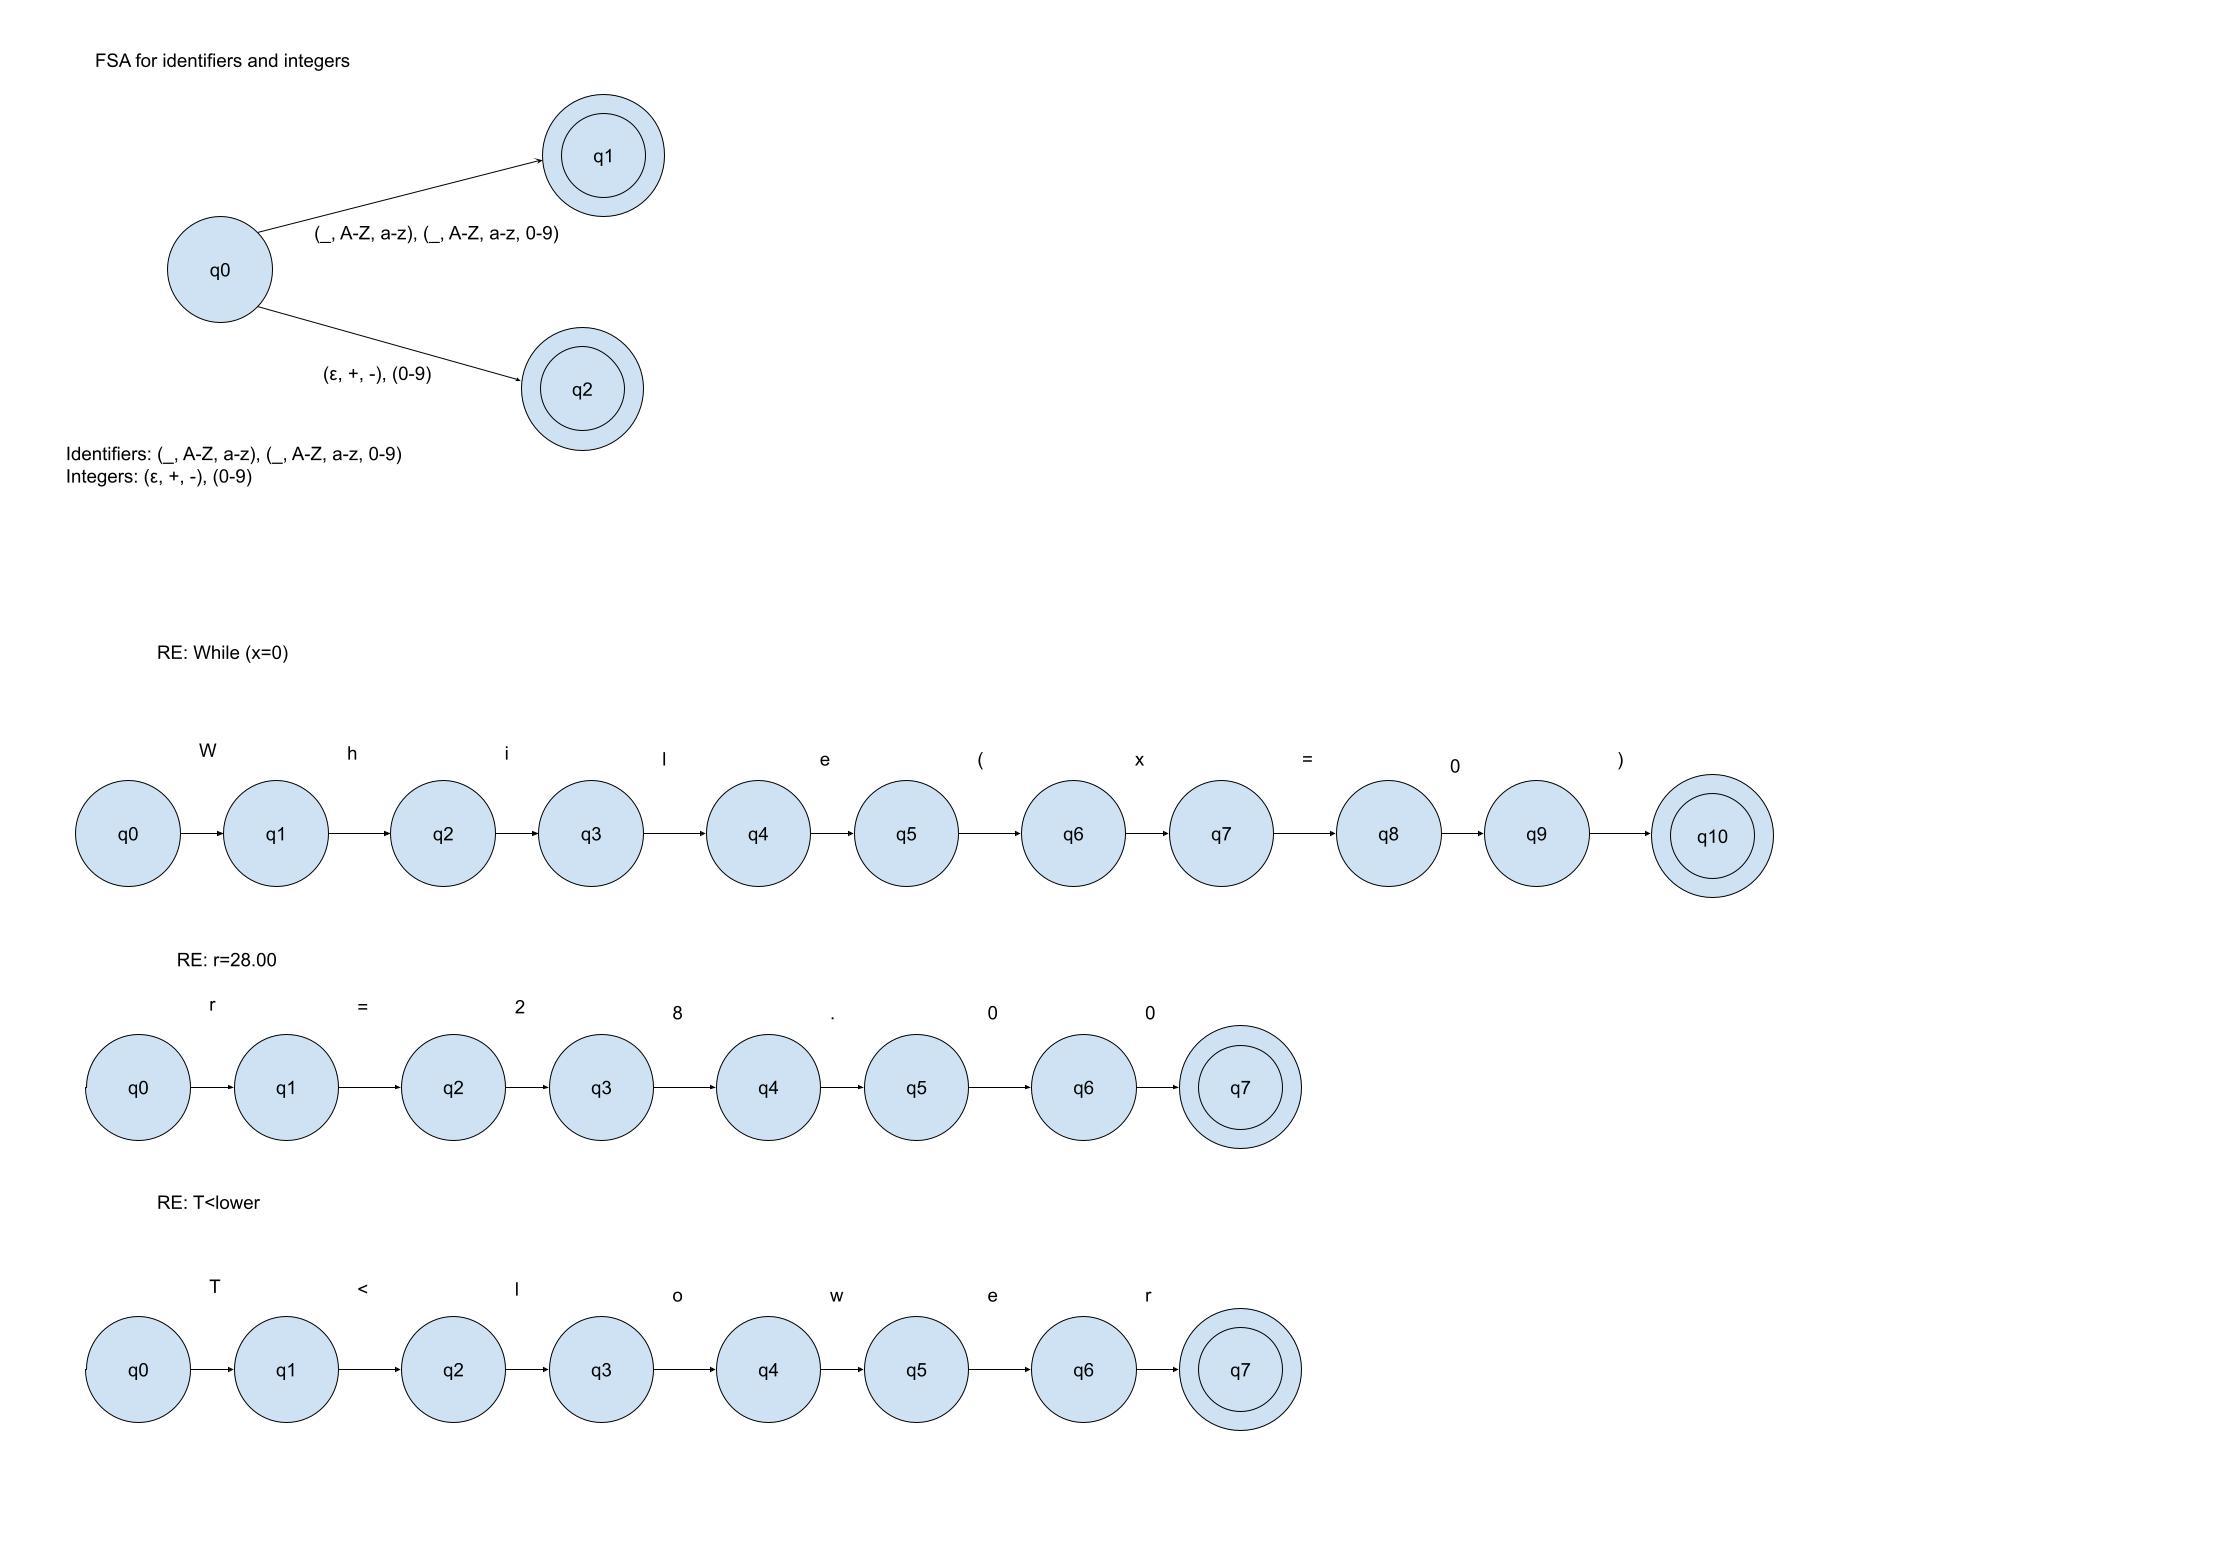 FSA for identifiers and integers
q1
(_, A-Z, a-z), (_, A-Z, a-z, 0-9)
q0
(ε, +, -), (0-9)
q2
Identifiers: (_, A-Z, a-z), (_, A-Z, a-z, 0-9)
Integers: (ε, +, -), (0-9)
RE: While (x=0)
W h i l e ( x = 0 )
q0 q1 q2 q3 q4 q5 q6 q7 q8 q9 q10
RE: r=28.00
r = 2 8 . 0 0
q0 q1 q2 q3 q4 q5 q6 q7
RE: T<lower
T < l o w e r
q0 q1 q2 q3 q4 q5 q6 q7